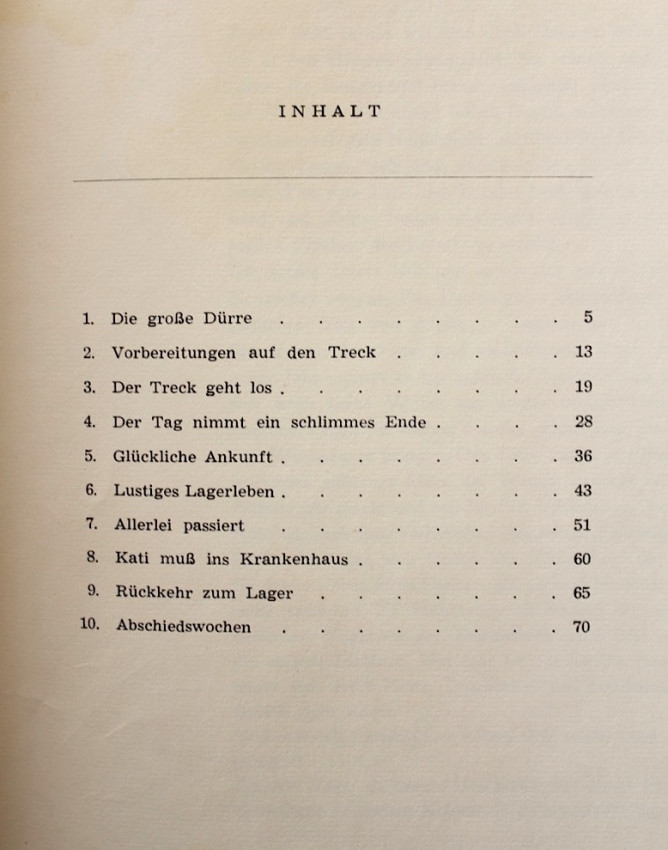 INHALT
1. Die große Dürre . . . . . . . . 5
2. Vorbereitungen auf den Treck . . . . . 13
3. Der Treck geht los . . . . . . . . 19
4. Der Tag nimmt ein schlimmes Ende . . . . 28
5. Glückliche Ankunft . . . . . . . . 36
6. Lustiges Lagerleben . . . . . . . . 43
7. Allerlei passiert . . . . . . . . 51
8. Kati muß ins Krankenhaus . . . . . . 60
9. Rückkehr zum Lager . . . . . . . 65
10. Abschiedswochen . . . . . . . . 70